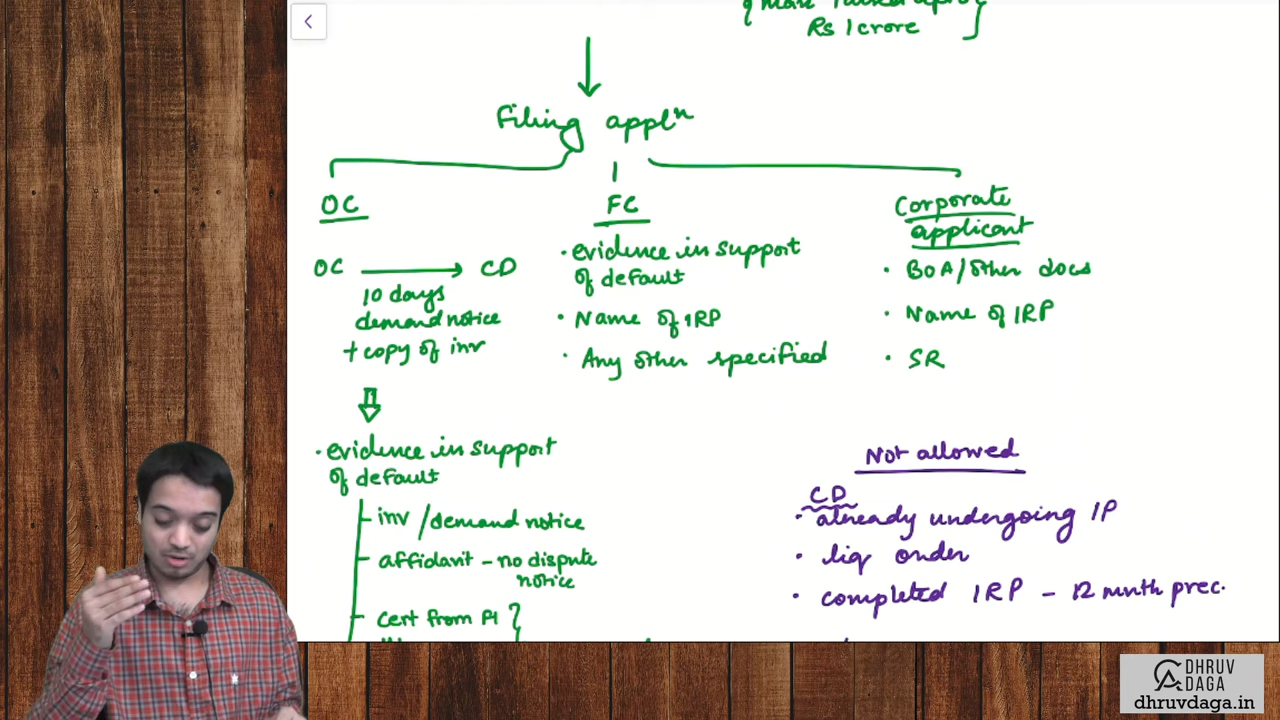 Rs 1 crore
Filing appln
OC
OC → CD
10 days
demand notice
+ copy of inv
• evidence in support
of default
inv / demand notice
affidavit - no dispute
notice
cert from FI
FC
• evidence in support
of default
• Name of IRP
• Any other specified
Corporate
applicant
• BOA/other docs
• Name of IRP
• SR
Not allowed
CD
• already undergoing IP
• liq order
• completed IRP - 12 mnth prec.
DHRUV
DAGA
dhruvdaga.in